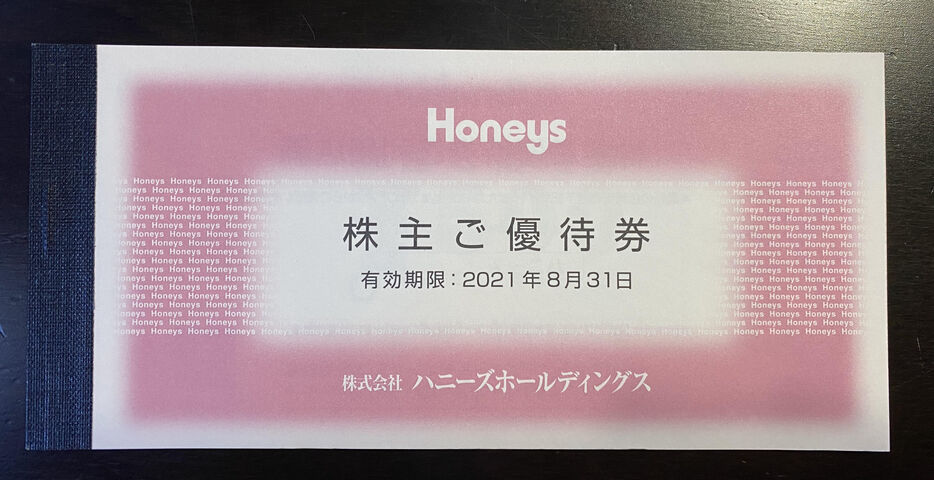 Honeys
株主ご優待券
有効期限：2021年8月31日
株式会社 ハニーズホールディングス